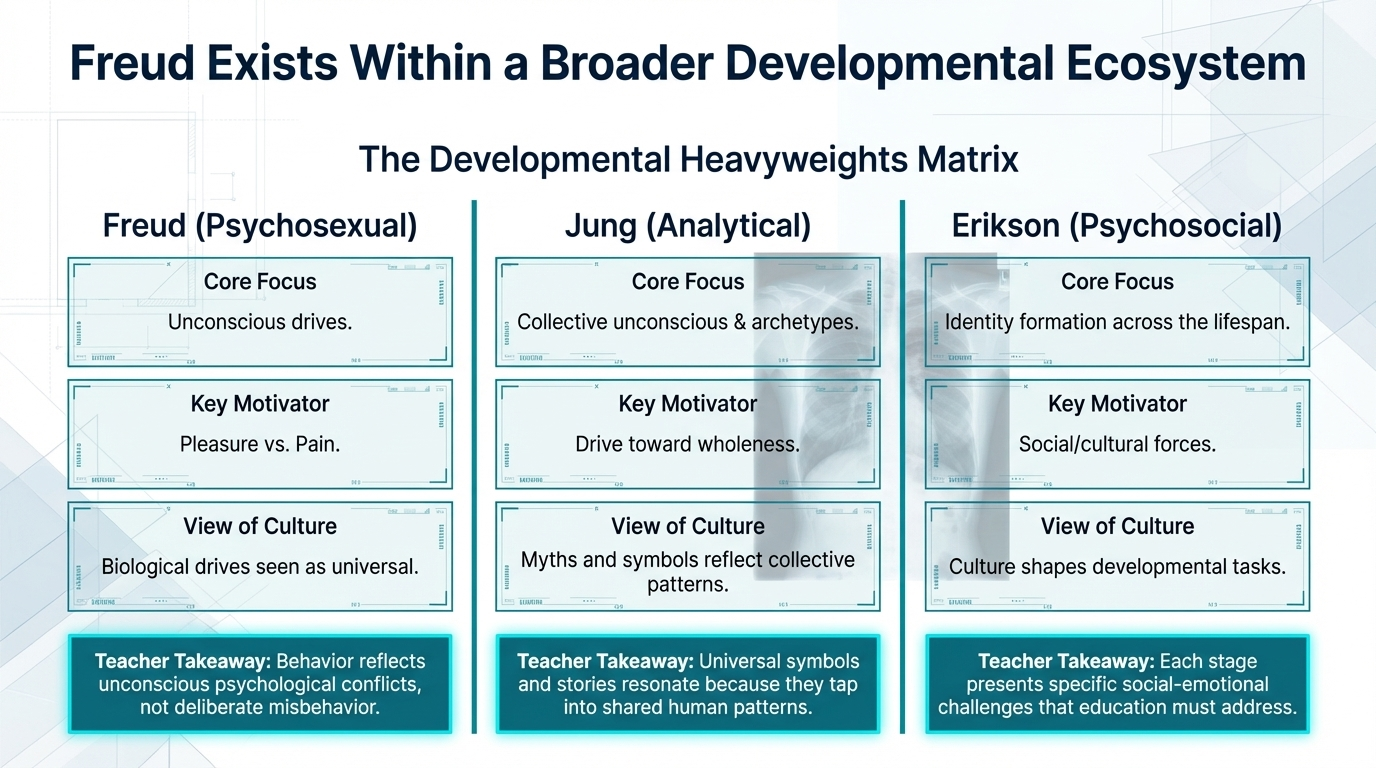 Freud Exists Within a Broader Developmental Ecosystem
The Developmental Heavyweights Matrix
Freud (Psychosexual)
Core Focus
Unconscious drives.
Key Motivator
Pleasure vs. Pain.
View of Culture
Biological drives seen as universal.
Teacher Takeaway: Behavior reflects
unconscious psychological conflicts,
not deliberate misbehavior.
Jung (Analytical)
Core Focus
Collective unconscious & archetypes.
Key Motivator
Drive toward wholeness.
View of Culture
Myths and symbols reflect collective
patterns.
Teacher Takeaway: Universal symbols
and stories resonate because they tap
into shared human patterns.
Erikson (Psychosocial)
Core Focus
Identity formation across the lifespan.
Key Motivator
Social/cultural forces.
View of Culture
Culture shapes developmental tasks.
Teacher Takeaway: Each stage
presents specific social-emotional
challenges that education must address.